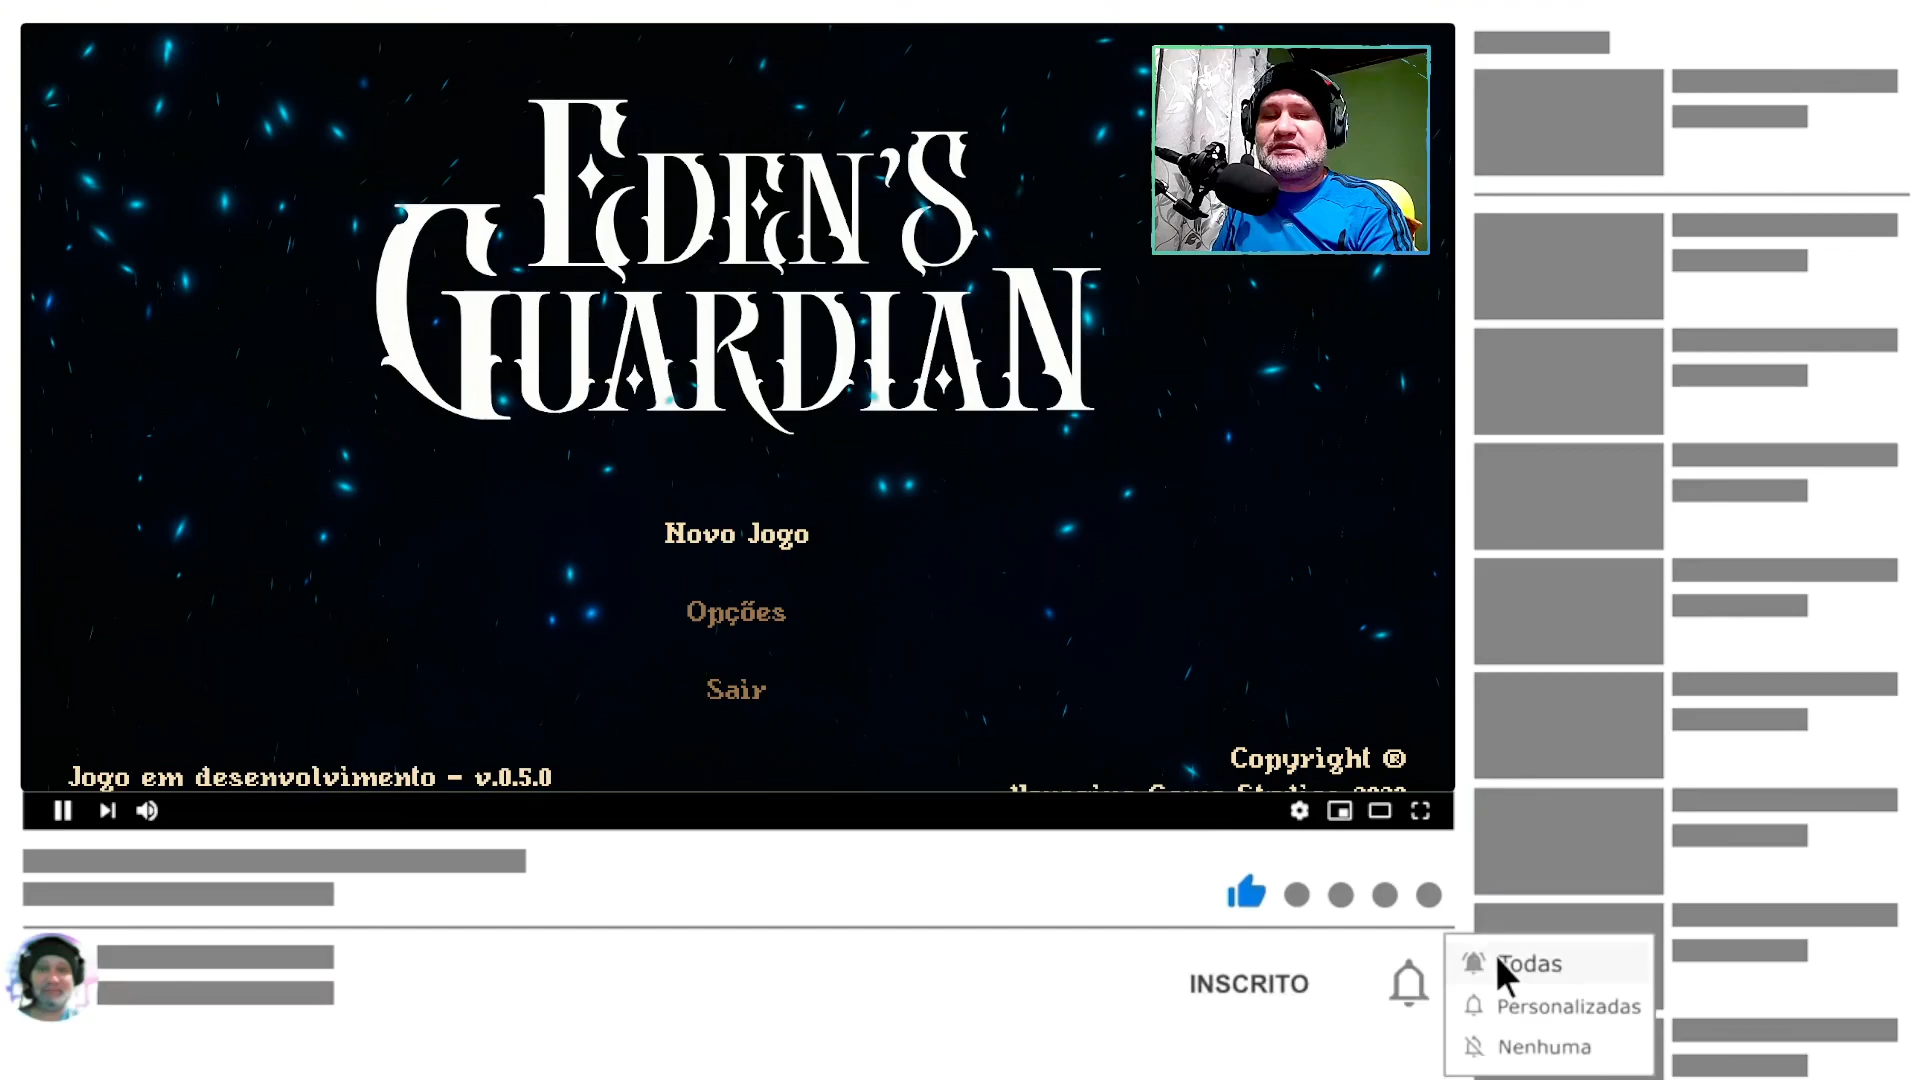 EDEN'S
GUARDIAN
Novo Jogo
Opções
Sair
Jogo em desenvolvimento - v.0.5.0
Copyright ®
INSCRITO
Todas
Personalizadas
Nenhuma